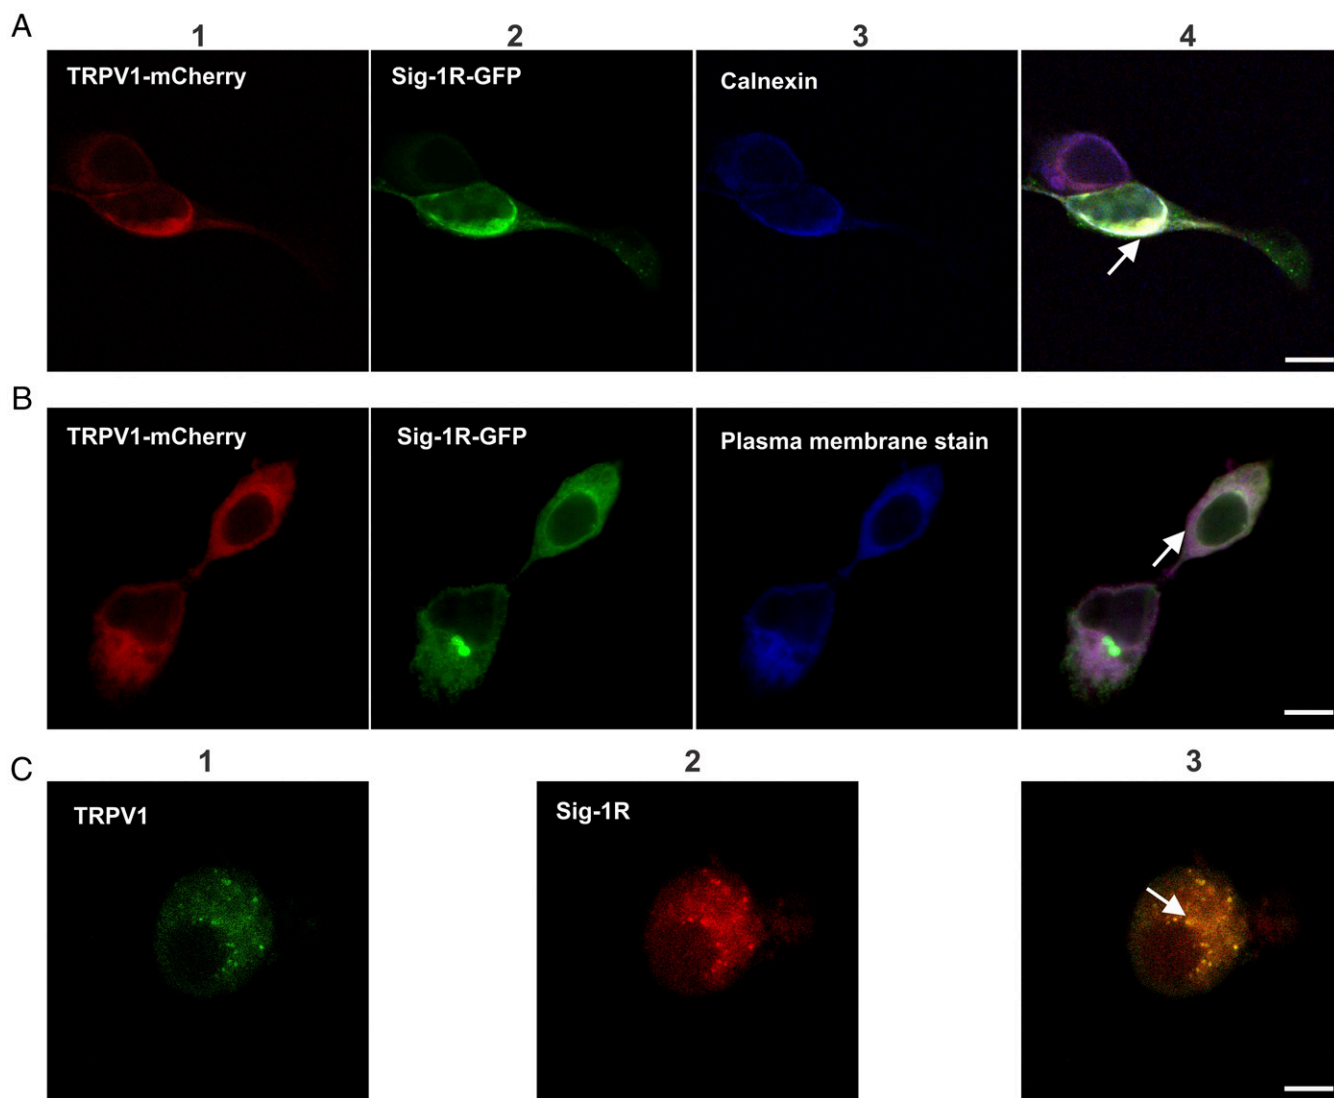 A
1 2 3 4
TRPV1-mCherry Sig-1R-GFP Calnexin
B
TRPV1-mCherry Sig-1R-GFP Plasma membrane stain
C
1 2 3
TRPV1 Sig-1R